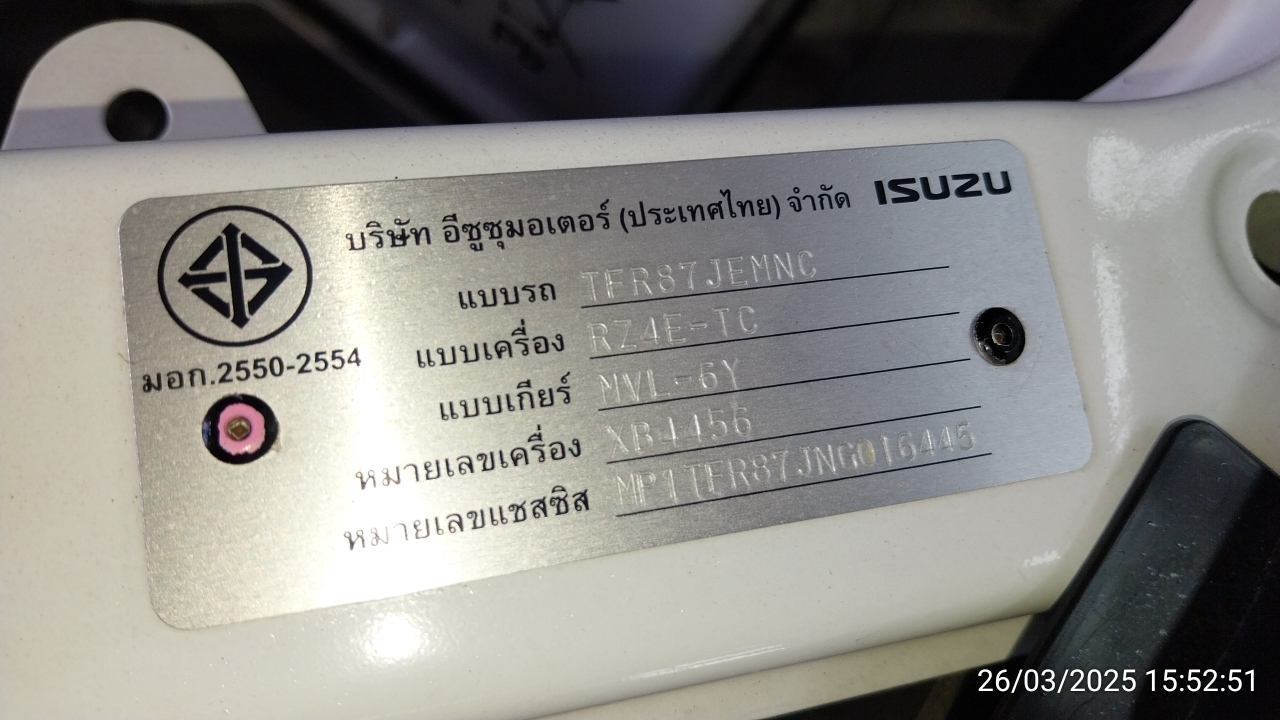 บริษัท อีซูซุมอเตอร์ (ประเทศไทย) จำกัด ISUZU
แบบรถ TFR87JEMNC
แบบเครื่อง RZ4E-TC
มอก.2550-2554
แบบเกียร์ MVL-6Y
หมายเลขเครื่อง XB4456
หมายเลขแชสซิส MP1TFR87JNG016445
26/03/2025 15:52:51